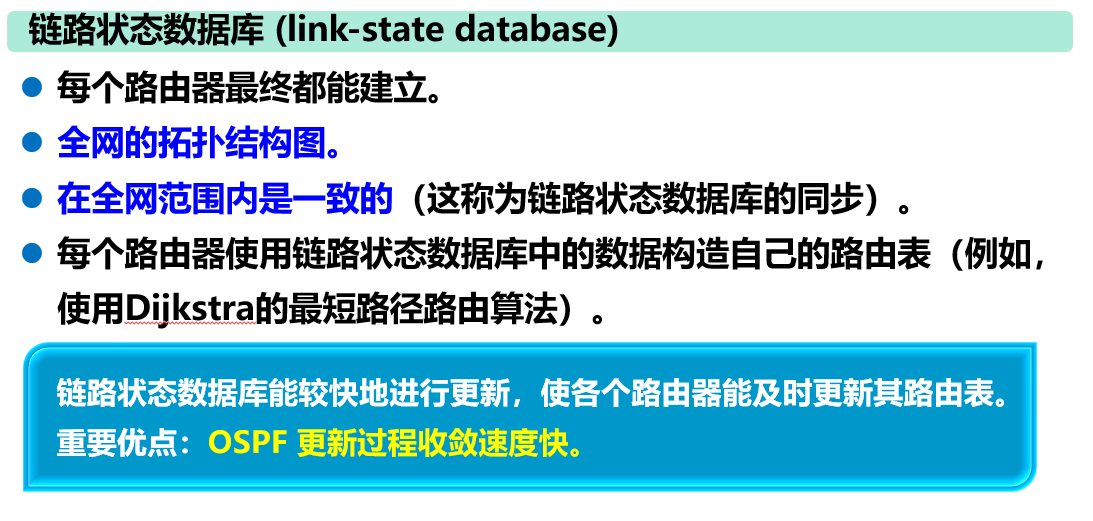 链路状态数据库 (link-state database)
每个路由器最终都能建立。
全网的拓扑结构图。
在全网范围内是一致的（这称为链路状态数据库的同步）。
每个路由器使用链路状态数据库中的数据构造自己的路由表（例如，
使用Dijkstra的最短路径路由算法）。
链路状态数据库能较快地进行更新，使各个路由器能及时更新其路由表。
重要优点：OSPF 更新过程收敛速度快。